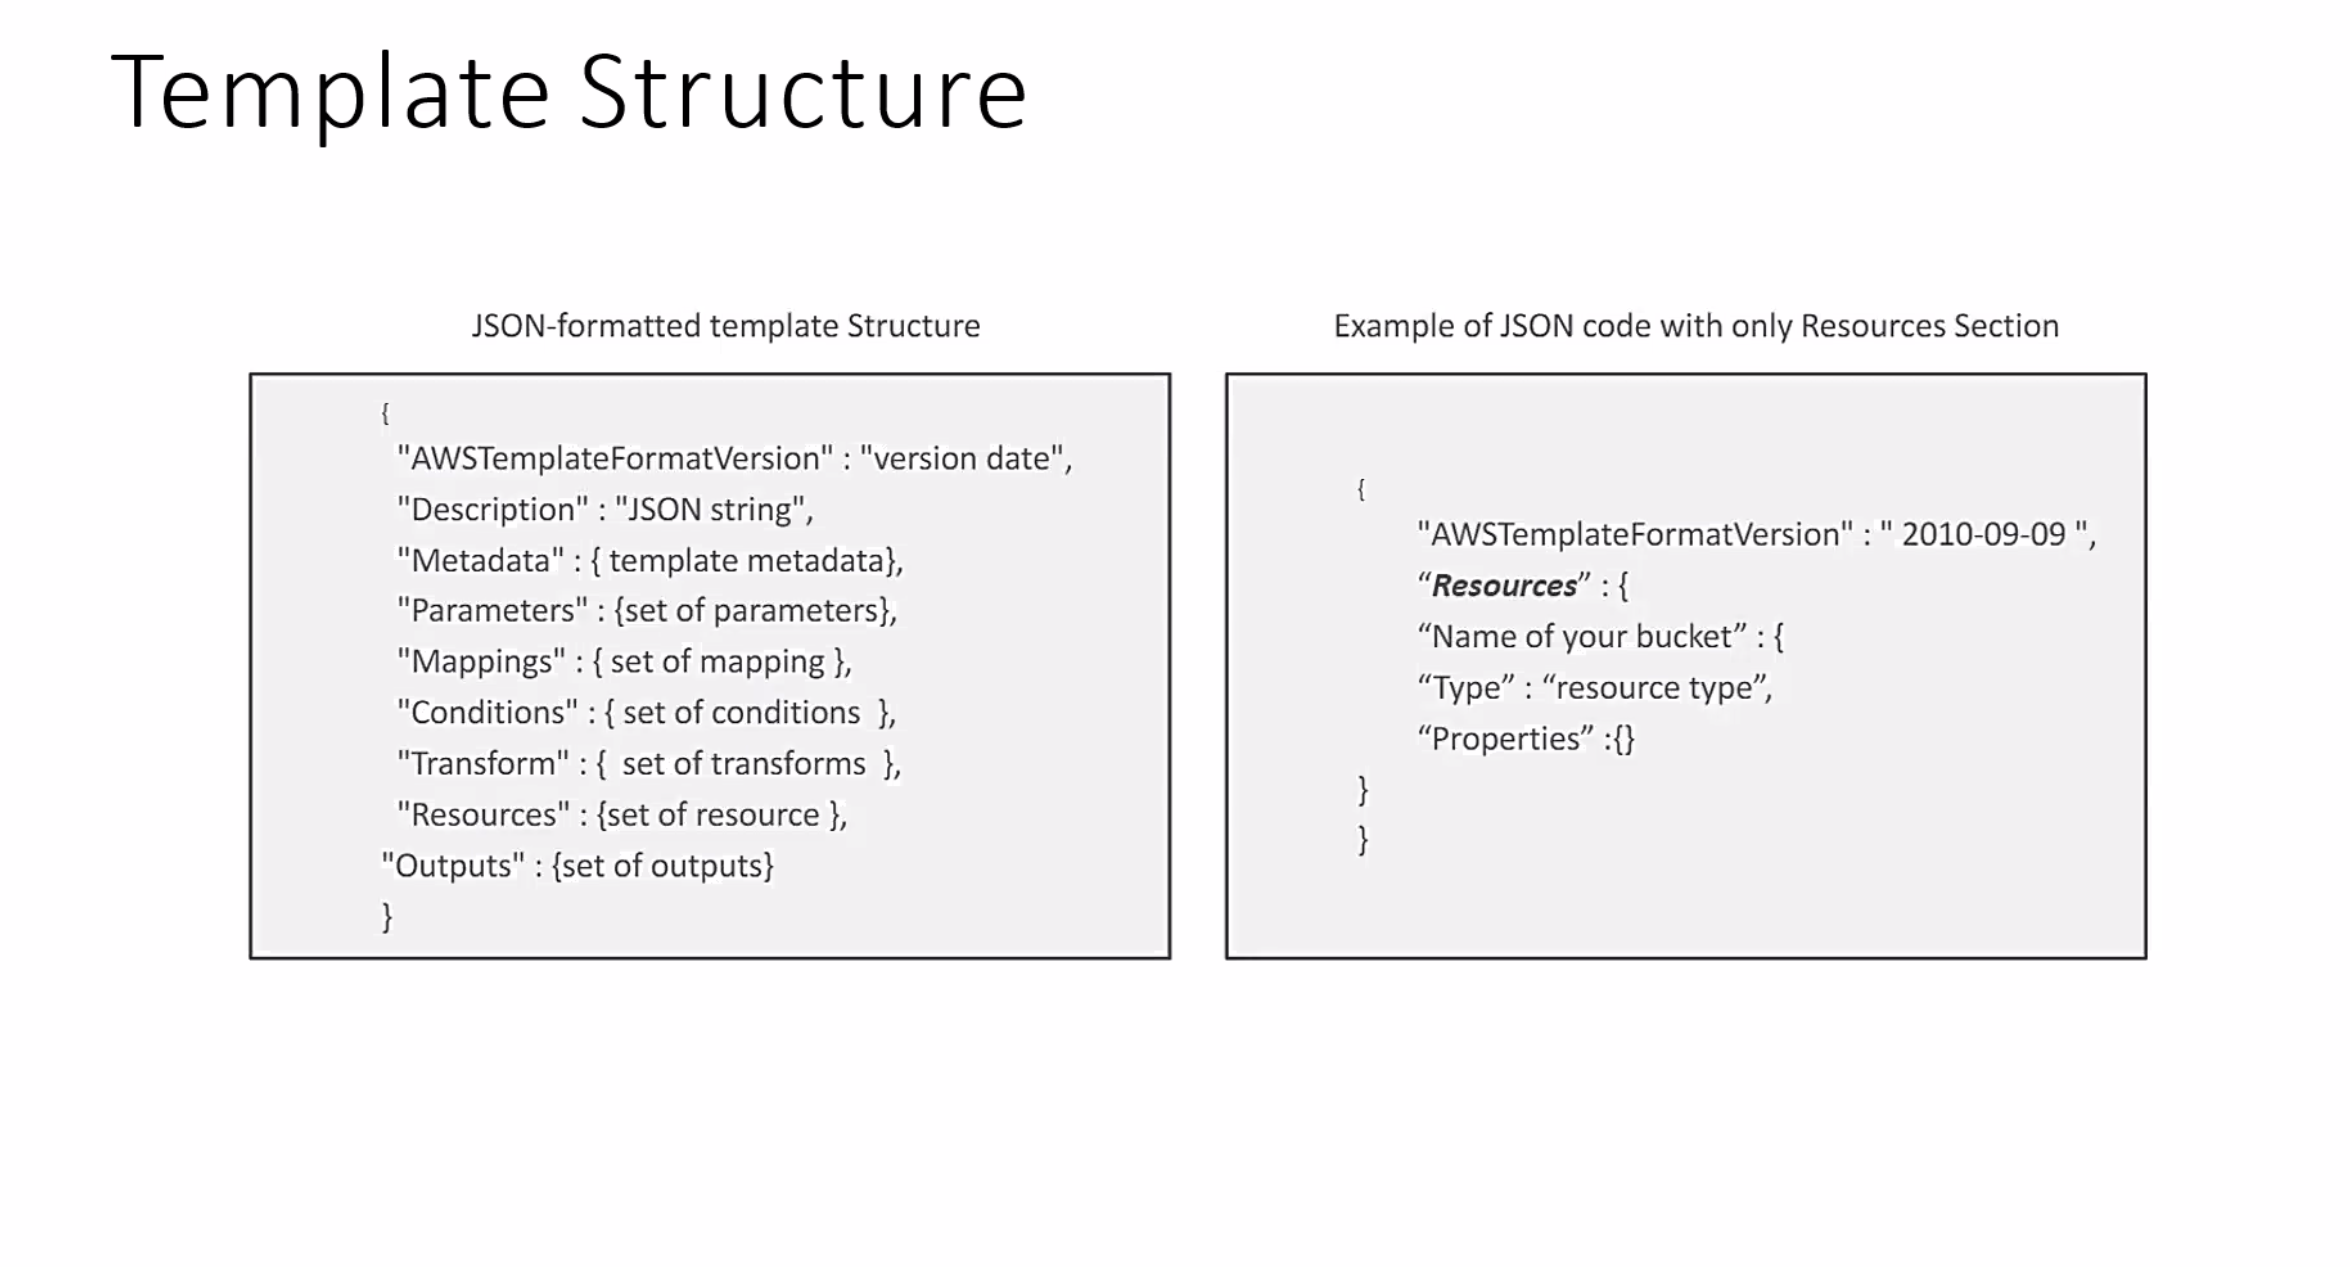 Template Structure
JSON-formatted template Structure
{
"AWSTemplateFormatVersion" : "version date",
"Description" : "JSON string",
"Metadata" : { template metadata},
"Parameters" : {set of parameters},
"Mappings" : { set of mapping },
"Conditions" : { set of conditions  },
"Transform" : {  set of transforms  },
"Resources" : {set of resource },
"Outputs" : {set of outputs}
}
Example of JSON code with only Resources Section
{
"AWSTemplateFormatVersion" : " 2010-09-09 ",
“Resources” : {
“Name of your bucket” : {
“Type” : “resource type”,
“Properties” :{}
}
}